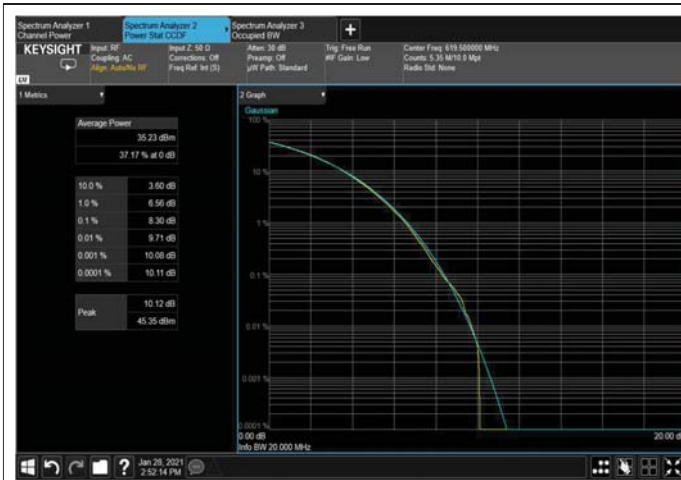 Spectrum Analyzer 1
Channel Power
Spectrum Analyzer 2
Power Stat CCDF
Spectrum Analyzer 3
Occupied BW
KEYSIGHT
Input: RF
Coupling: AC
Align: Auto/No RF
Input Z: 50 Ω
Corrections: Off
Freq Ref: Int (S)
Atten: 30 dB
Preamp: Off
µW Path: Standard
Trig: Free Run
#IF Gain: Low
Center Freq: 619.500000 MHz
Counts: 5.35 M/10.0 Mpt
Radio Std: None
1 Metrics
Average Power
35.23 dBm
37.17 % at 0 dB
10.0 % 3.60 dB
1.0 % 6.56 dB
0.1 % 8.30 dB
0.01 % 9.71 dB
0.001 % 10.08 dB
0.0001 % 10.11 dB
Peak
10.12 dB
45.35 dBm
2 Graph
Gaussian
100 %
10 %
1 %
0.1 %
0.01 %
0.001 %
0.0001 %
0.00 dB
20.00 d
Info BW 20.000 MHz
Jan 28, 2021
2:52:14 PM